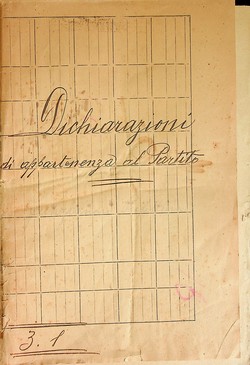 Dichiarazioni
di appartenenza al Partito
3.1